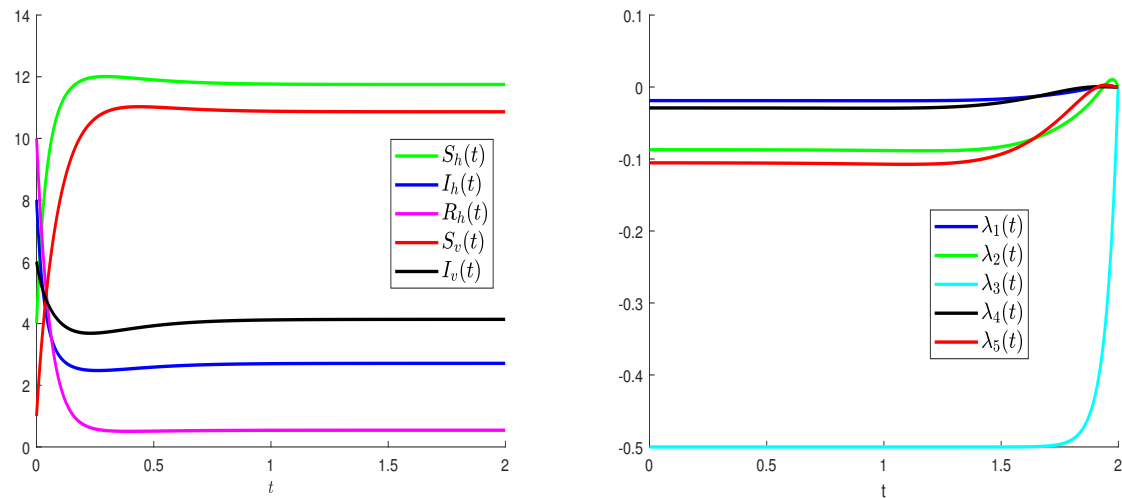 14
12
10
8
6
4
2
0
S_h(t)
I_h(t)
R_h(t)
S_v(t)
I_v(t)
0
0.5
1
1.5
2
t
0.1
0
-0.1
-0.2
-0.3
-0.4
-0.5
λ_1(t)
λ_2(t)
λ_3(t)
λ_4(t)
λ_5(t)
0
0.5
1
1.5
2
t